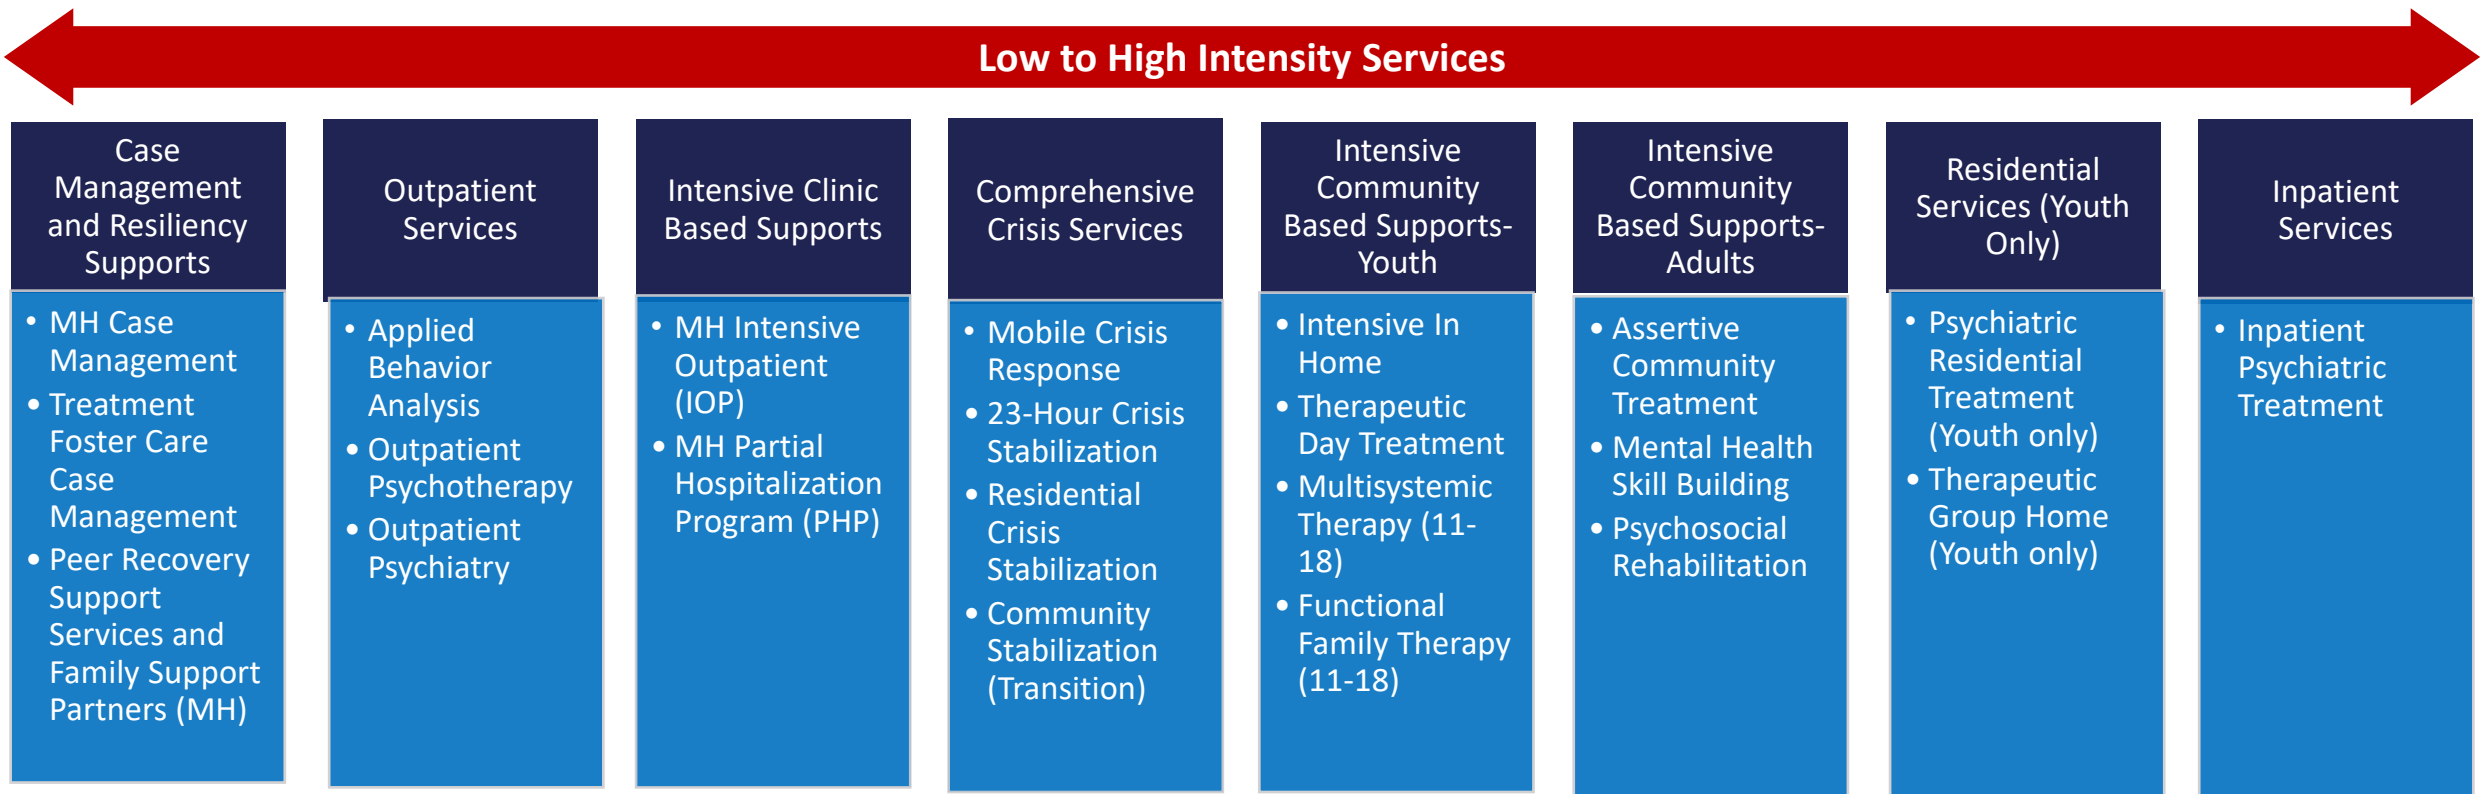 Low to High Intensity Services
Case
Management
and Resiliency
Supports
• MH Case
Management
• Treatment
Foster Care
Case
Management
• Peer Recovery
Support
Services and
Family Support
Partners (MH)
Outpatient
Services
• Applied
Behavior
Analysis
• Outpatient
Psychotherapy
• Outpatient
Psychiatry
Intensive Clinic
Based Supports
• MH Intensive
Outpatient
(IOP)
• MH Partial
Hospitalization
Program (PHP)
Comprehensive
Crisis Services
• Mobile Crisis
Response
• 23-Hour Crisis
Stabilization
• Residential
Crisis
Stabilization
• Community
Stabilization
(Transition)
Intensive
Community
Based Supports-
Youth
• Intensive In
Home
• Therapeutic
Day Treatment
• Multisystemic
Therapy (11-
18)
• Functional
Family Therapy
(11-18)
Intensive
Community
Based Supports-
Adults
• Assertive
Community
Treatment
• Mental Health
Skill Building
• Psychosocial
Rehabilitation
Residential
Services (Youth
Only)
• Psychiatric
Residential
Treatment
(Youth only)
• Therapeutic
Group Home
(Youth only)
Inpatient
Services
• Inpatient
Psychiatric
Treatment